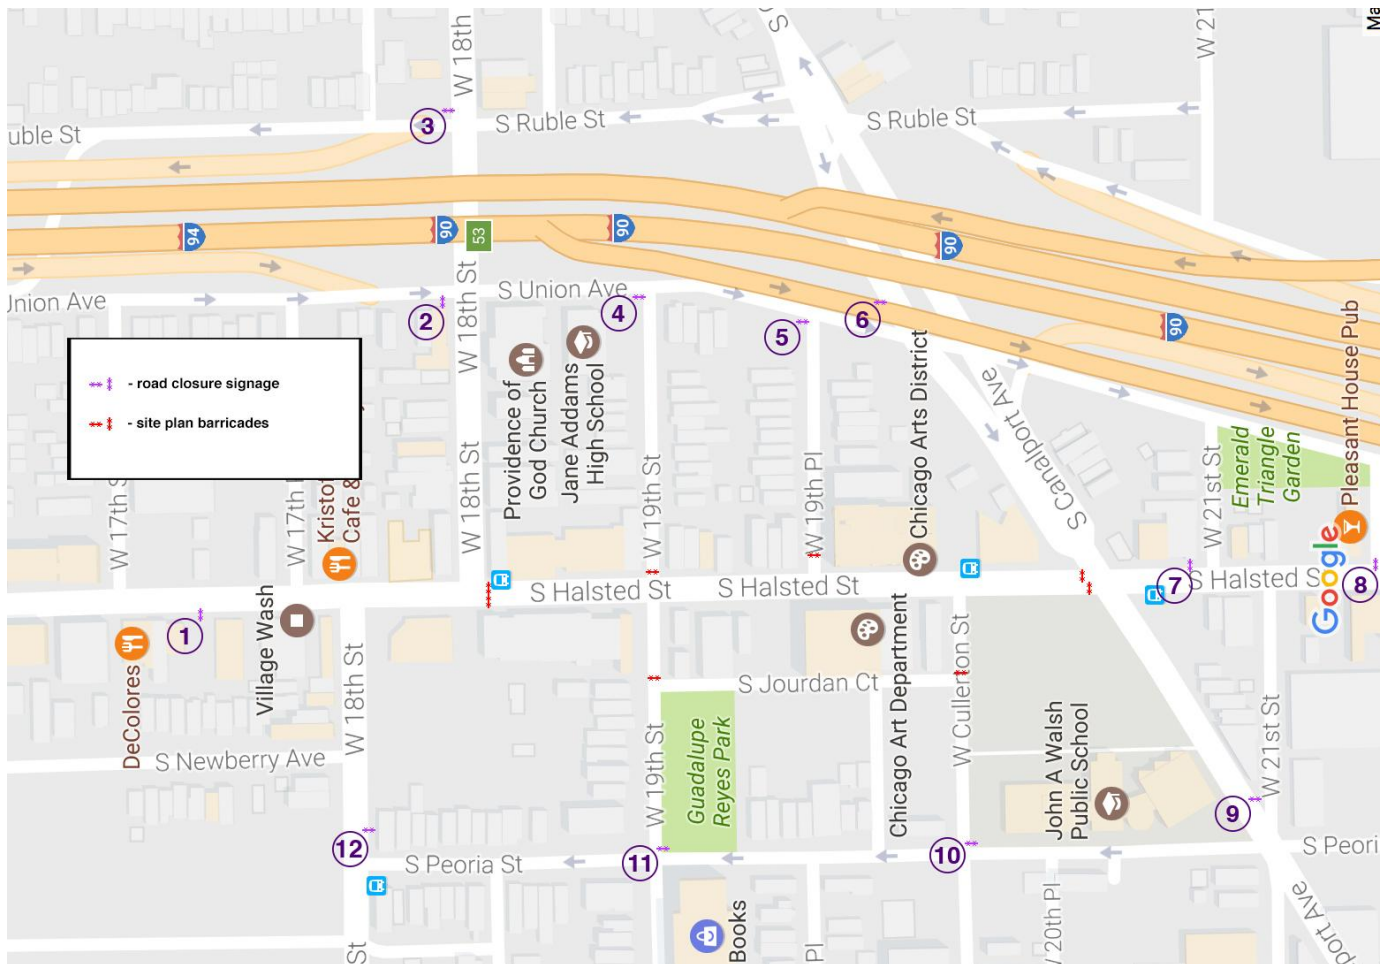 Ma
S C
W 18th
W 21
3
S Ruble St
S Ruble St
uble St
94
90
53
90
90
90
Union Ave
S Union Ave
2
4
5
6
W 18th St
- road closure signage
- site plan barricades
Providence of
God Church
Jane Addams
High School
Chicago Arts District
S Canalport Ave
Emerald
Triangle
Garden
Pleasant House Pub
W 17th S
W 17th
Kristof
Cafe &
W 18th St
W 19th St
W 19th Pl
W 21st St
S Halsted St
S Halsted St
S Halsted S
7
Google
8
1
DeColores
Village Wash
W 18th St
S Jourdan Ct
Chicago Art Department
W Cullerton St
S Newberry Ave
W 19th St
Guadalupe
Reyes Park
John A Walsh
Public School
W 21st St
9
12
S Peoria St
11
10
S Peori
St
Books
Pl
20th Pl
port Ave